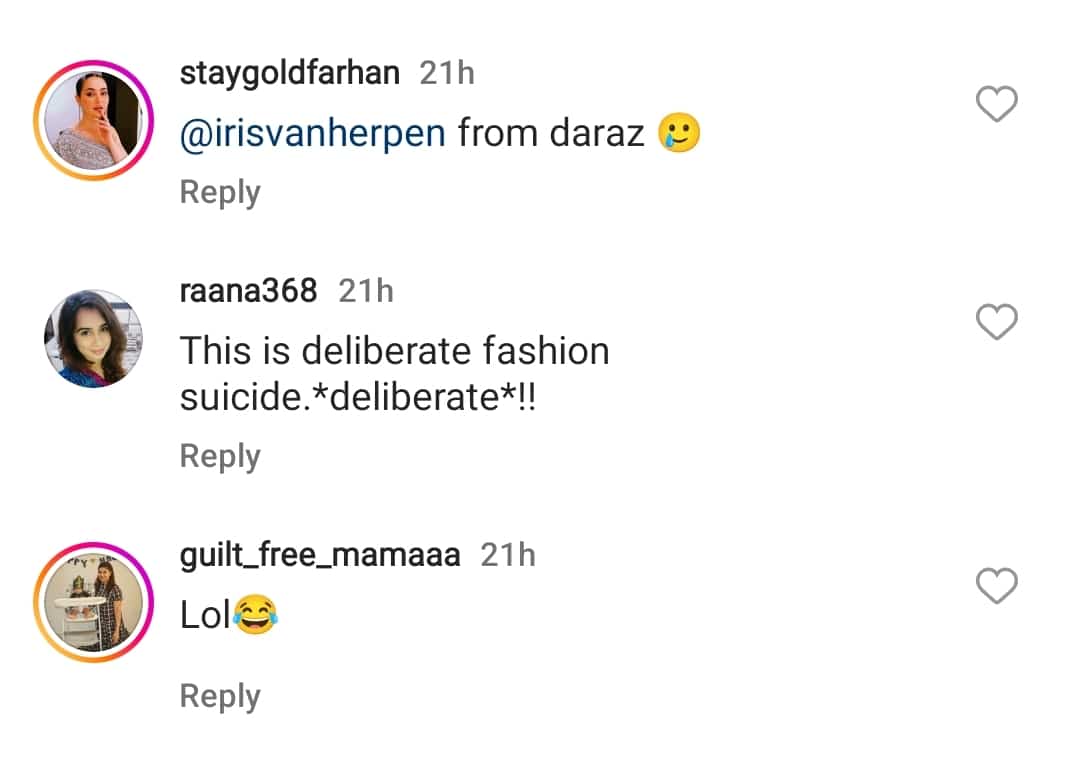 staygoldfarhan 21h
@irisvanherpen from daraz 🥲
Reply
raana368 21h
This is deliberate fashion
suicide.*deliberate*!!
Reply
guilt_free_mamaaa 21h
Lol😂
Reply